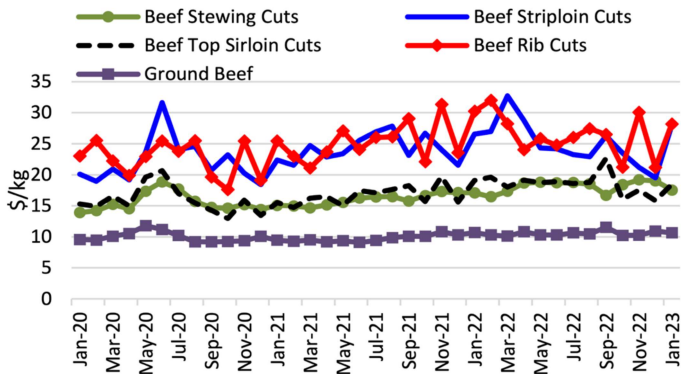 Beef Stewing Cuts
Beef Striploin Cuts
Beef Top Sirloin Cuts
Beef Rib Cuts
Ground Beef
$/kg
35
30
25
20
15
10
5
0
Jan-20
Mar-20
May-20
Jul-20
Sep-20
Nov-20
Jan-21
Mar-21
May-21
Jul-21
Sep-21
Nov-21
Jan-22
Mar-22
May-22
Jul-22
Sep-22
Nov-22
Jan-23